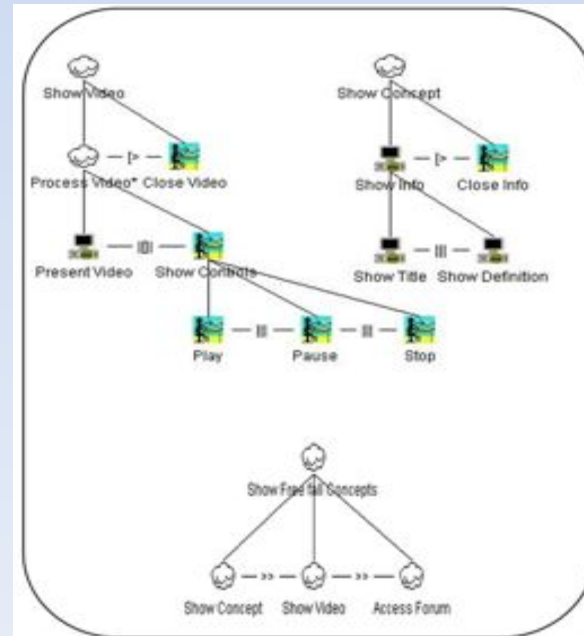 Show Video
Show Concept
[>
[>
Process Video* Close Video
Show Info
Close Info
|[]|
|||
Present Video
Show Controls
Show Title
Show Definition
|||
|||
Play
Pause
Stop
Show Free fall Concepts
>>
>>
Show Concept
Show Video
Access Forum